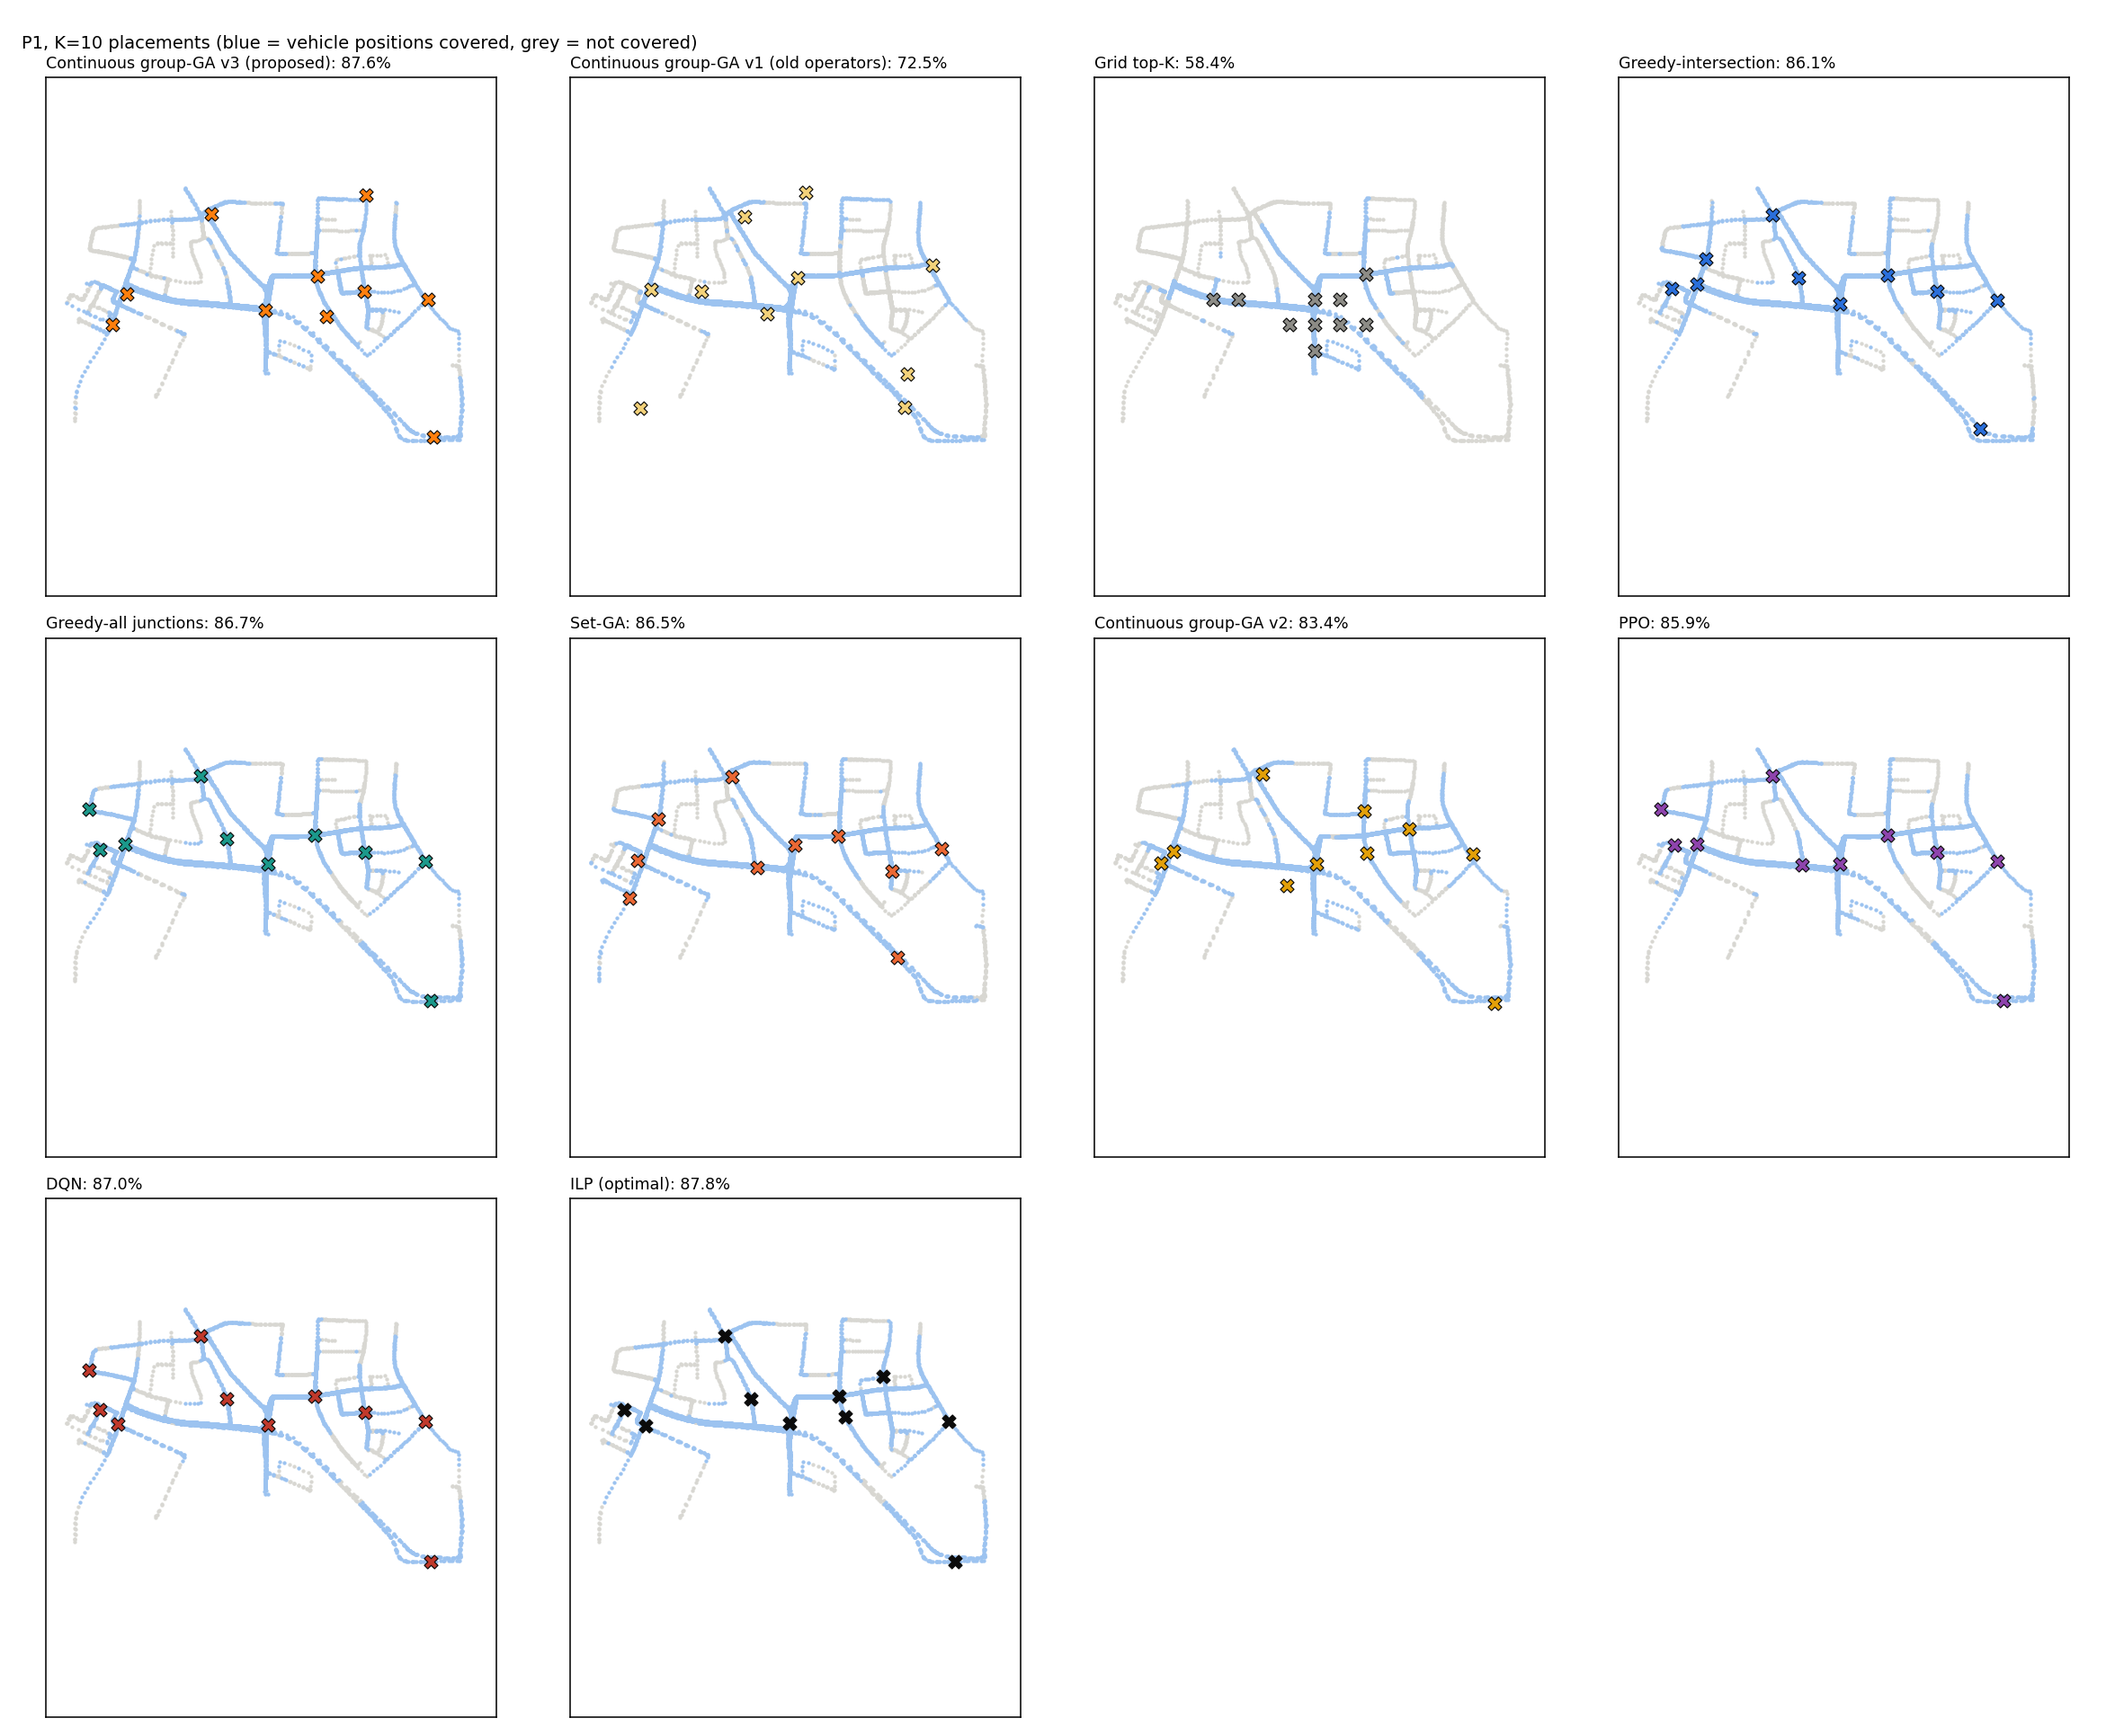 P1, K=10 placements (blue = vehicle positions covered, grey = not covered)
Continuous group-GA v3 (proposed): 87.6%
Continuous group-GA v1 (old operators): 72.5%
Grid top-K: 58.4%
Greedy-intersection: 86.1%
Greedy-all junctions: 86.7%
Set-GA: 86.5%
Continuous group-GA v2: 83.4%
PPO: 85.9%
DQN: 87.0%
ILP (optimal): 87.8%